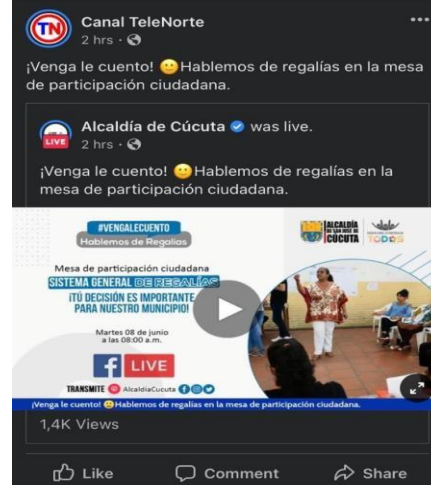 TN
Canal TeleNorte
2 hrs ·
¡Venga le cuento! 🙂Hablemos de regalías en la mesa
de participación ciudadana.
LIVE
Alcaldía de Cúcuta was live.
2 hrs ·
¡Venga le cuento! 🙂Hablemos de regalías en la
mesa de participación ciudadana.
#VENGALECUENTO
Hablemos de Regalías
ALCALDÍA
DE SAN JOSÉ DE
CÚCUTA
TODOS
Mesa de participación ciudadana
SISTEMA GENERAL DE REGALÍAS
¡TÚ DECISIÓN ES IMPORTANTE
PARA NUESTRO MUNICIPIO!
Martes 08 de junio
a las 08:00 a.m.
f LIVE
TRANSMITE AlcaldiaCucuta
¡Venga le cuento! 🙂Hablemos de regalías en la mesa de participación ciudadana.
1,4K Views
Like
Comment
Share